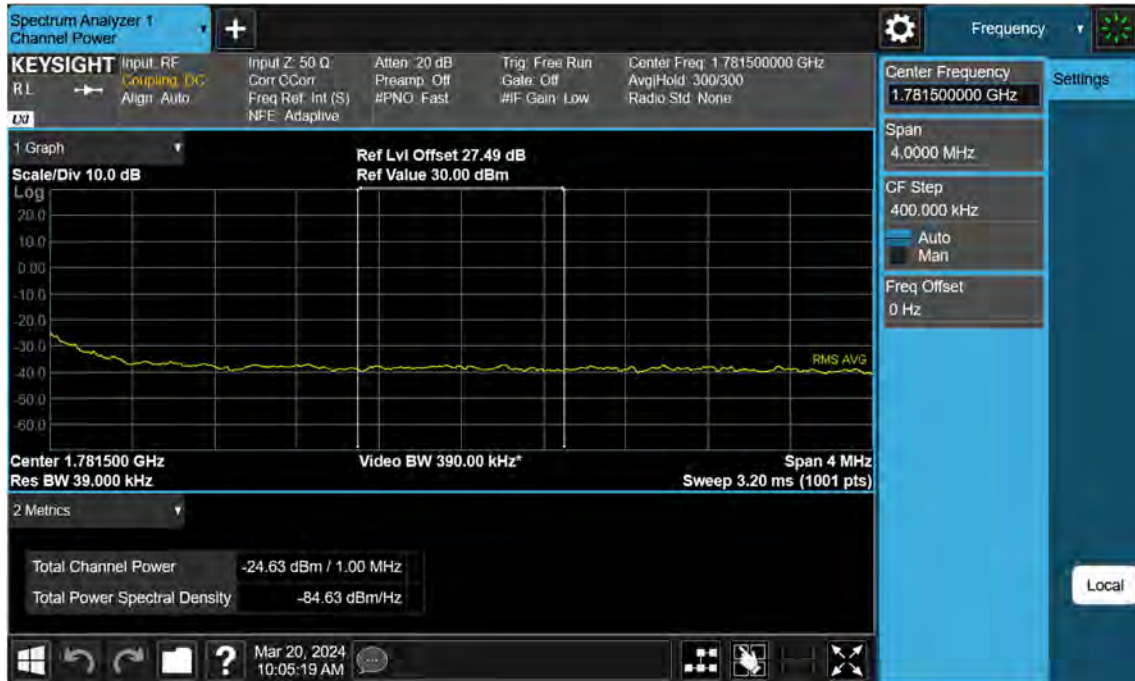 Spectrum Analyzer 1
Channel Power
Frequency
KEYSIGHT
RL
LXI
Input: RF
Coupling: DC
Align: Auto
Input Z: 50 Ω
Corr CCorr
Freq Ref: Int (S)
NFE: Adaptive
Atten: 20 dB
Preamp: Off
#PNO: Fast
Trig: Free Run
Gate: Off
#IF Gain: Low
Center Freq: 1.781500000 GHz
Avg|Hold: 300/300
Radio Std: None
Center Frequency
1.781500000 GHz
Settings
Span
4.0000 MHz
CF Step
400.000 kHz
Auto
Man
Freq Offset
0 Hz
1 Graph
Scale/Div 10.0 dB
Ref Lvl Offset 27.49 dB
Ref Value 30.00 dBm
Log
20.0
10.0
0.00
-10.0
-20.0
-30.0
-40.0
-50.0
-60.0
RMS AVG
Center 1.781500 GHz
Video BW 390.00 kHz*
Span 4 MHz
Res BW 39.000 kHz
Sweep 3.20 ms (1001 pts)
2 Metrics
Total Channel Power -24.63 dBm / 1.00 MHz
Total Power Spectral Density -84.63 dBm/Hz
Local
?
Mar 20, 2024
10:05:19 AM